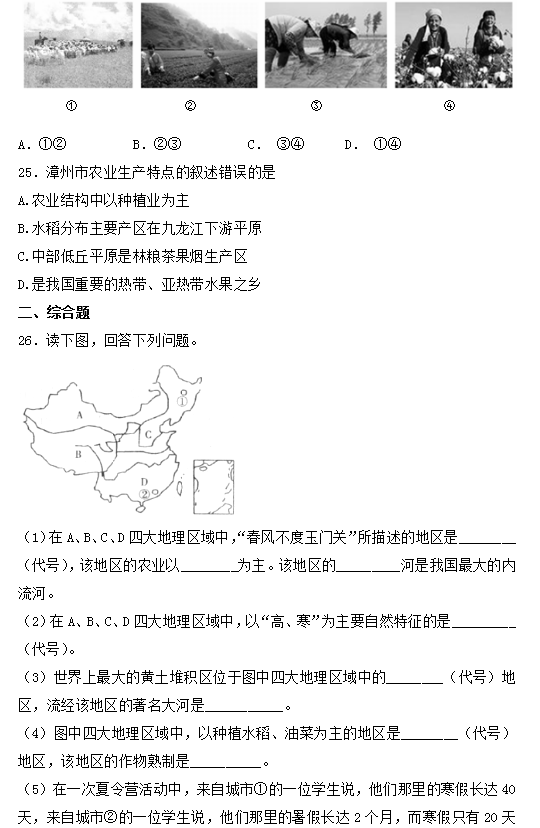 ① ② ③ ④
A. ①② B. ②③ C. ③④ D. ①④
25. 漳州市农业生产特点的叙述错误的是
A.农业结构中以种植业为主
B.水稻分布主要产区在九龙江下游平原
C.中部低丘平原是林粮茶果烟生产区
D.是我国重要的热带、亚热带水果之乡
二、综合题
26. 读下图，回答下列问题。
A
①
C
B
D
②
(1)在A、B、C、D四大地理区域中,“春风不度玉门关”所描述的地区是________
(代号),该地区的农业以________为主。该地区的_________河是我国最大的内
流河。
(2)在A、B、C、D四大地理区域中,以“高、寒”为主要自然特征的是_________
(代号)。
(3)世界上最大的黄土堆积区位于图中四大地理区域中的________(代号)地
区，流经该地区的著名大河是___________。
(4)图中四大地理区域中，以种植水稻、油菜为主的地区是________(代号)
地区，该地区的作物熟制是__________。
(5)在一次夏令营活动中，来自城市①的一位学生说，他们那里的寒假长达40
天，来自城市②的一位学生说，他们那里的暑假长达2个月，而寒假只有20天